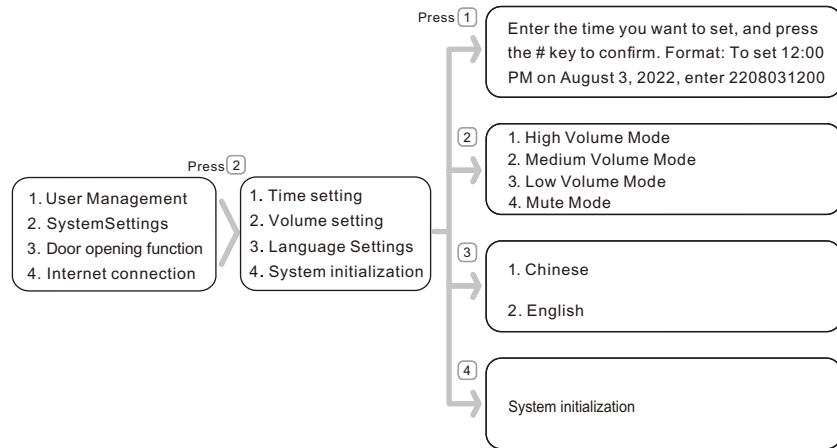 Press 1
Enter the time you want to set, and press
the # key to confirm. Format: To set 12:00
PM on August 3, 2022, enter 2208031200
2
1. High Volume Mode
2. Medium Volume Mode
3. Low Volume Mode
4. Mute Mode
Press 2
1. User Management
2. SystemSettings
3. Door opening function
4. Internet connection
1. Time setting
2. Volume setting
3. Language Settings
4. System initialization
3
1. Chinese
2. English
4
System initialization